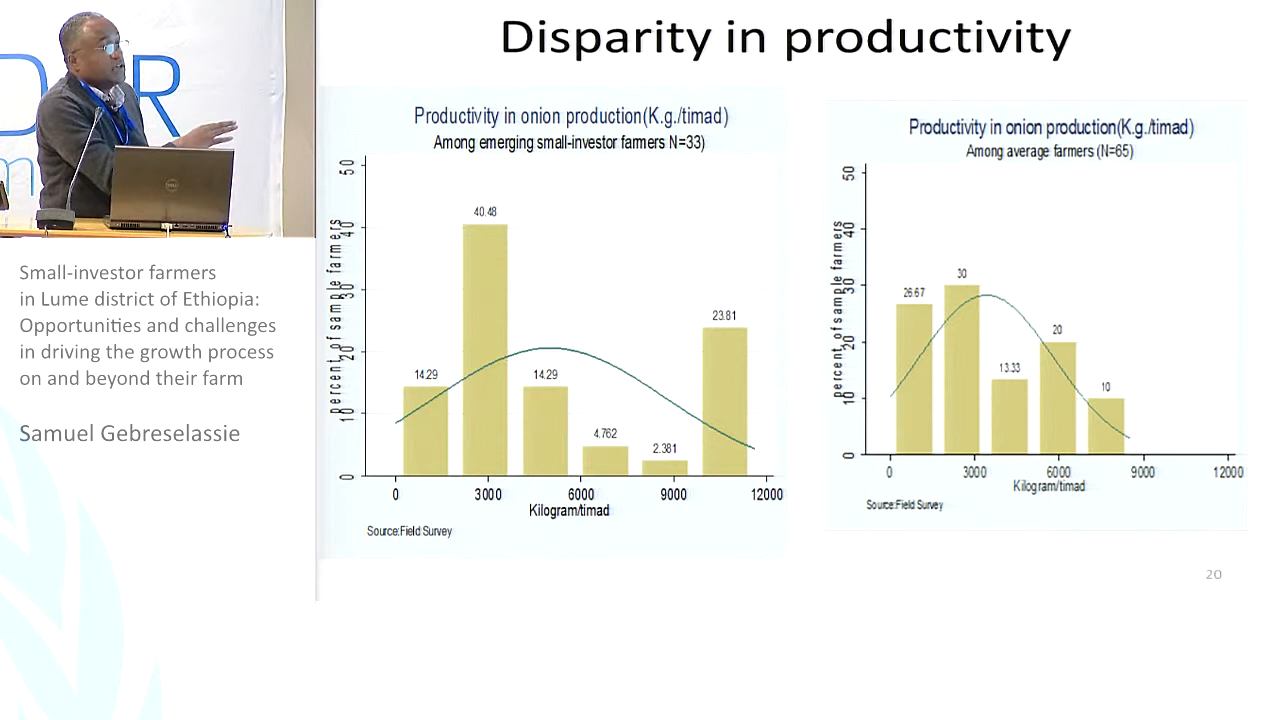 Disparity in productivity
Productivity in onion production(K.g./timad)
Among emerging small-investor farmers N=33)
percent of sample farmers
50
40
30
20
10
0
14.29
40.48
14.29
4.762
2.381
23.81
0 3000 6000 9000 12000
Kilogram/timad
Source:Field Survey
Productivity in onion production(K.g./timad)
Among average farmers (N=65)
percent of sample farmers
50
40
30
20
10
0
26.67
30
13.33
20
10
0 3000 6000 9000 12000
Kilogram/timad
Source:Field Survey
20
DELL
Small-investor farmers
in Lume district of Ethiopia:
Opportunities and challenges
in driving the growth process
on and beyond their farm
Samuel Gebreselassie